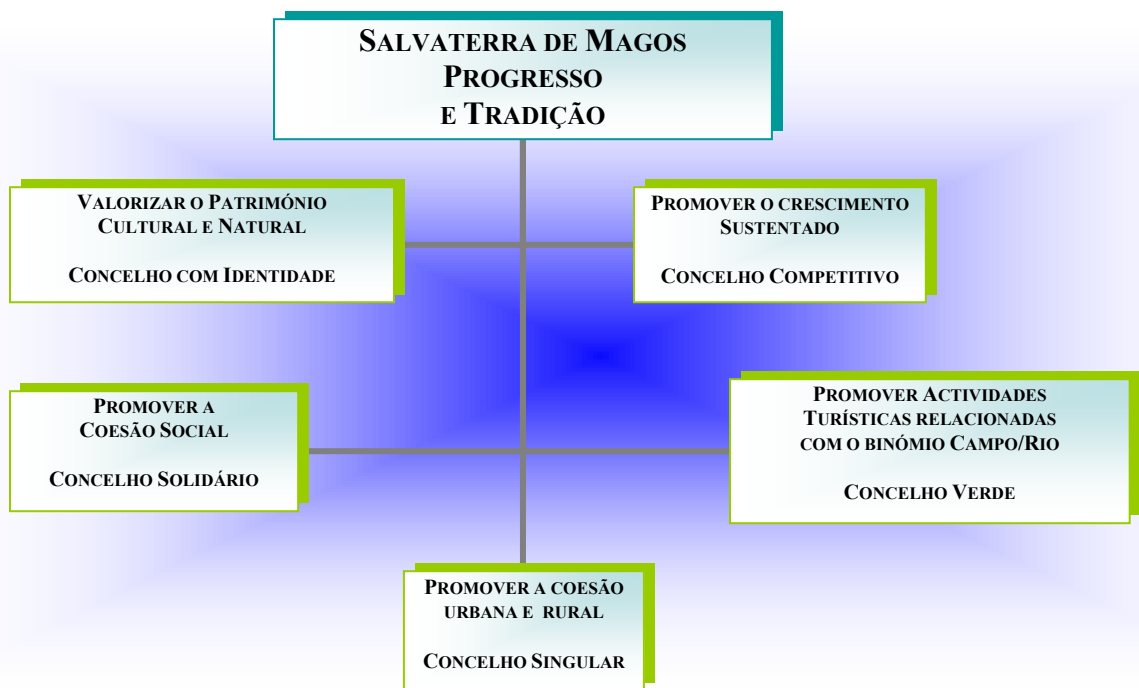 SALVATERRA DE MAGOS
PROGRESSO
E TRADIÇÃO
VALORIZAR O PATRIMÓNIO
CULTURAL E NATURAL
CONCELHO COM IDENTIDADE
PROMOVER O CRESCIMENTO
SUSTENTADO
CONCELHO COMPETITIVO
PROMOVER A
COESÃO SOCIAL
CONCELHO SOLIDÁRIO
PROMOVER ACTIVIDADES
TURÍSTICAS RELACIONADAS
COM O BINÓMIO CAMPO/RIO
CONCELHO VERDE
PROMOVER A COESÃO
URBANA E RURAL
CONCELHO SINGULAR